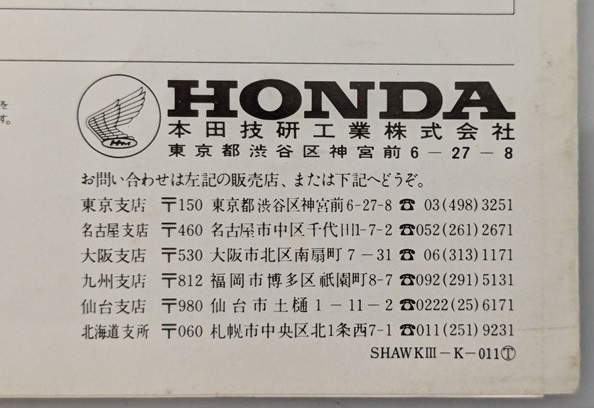 を
す。
HM
HONDA
本田技研工業株式会社
東京都渋谷区神宮前6-27-8
お問い合わせは左記の販売店、または下記へどうぞ。
東京支店 〒150 東京都渋谷区神宮前6-27-8 ☎ 03(498)3251
名古屋支店 〒460 名古屋市中区千代田1-7-2 ☎052(261)2671
大阪支店 〒530 大阪市北区南扇町7-31 ☎ 06(313)1171
九州支店 〒812 福岡市博多区祇園町8-7 ☎092(291)5131
仙台支店 〒980 仙台市土樋1-11-2 ☎0222(25)6171
北海道支所 〒060 札幌市中央区北1条西7-1 ☎011(251)9231
SHAWKIII-K-011Ⓣ